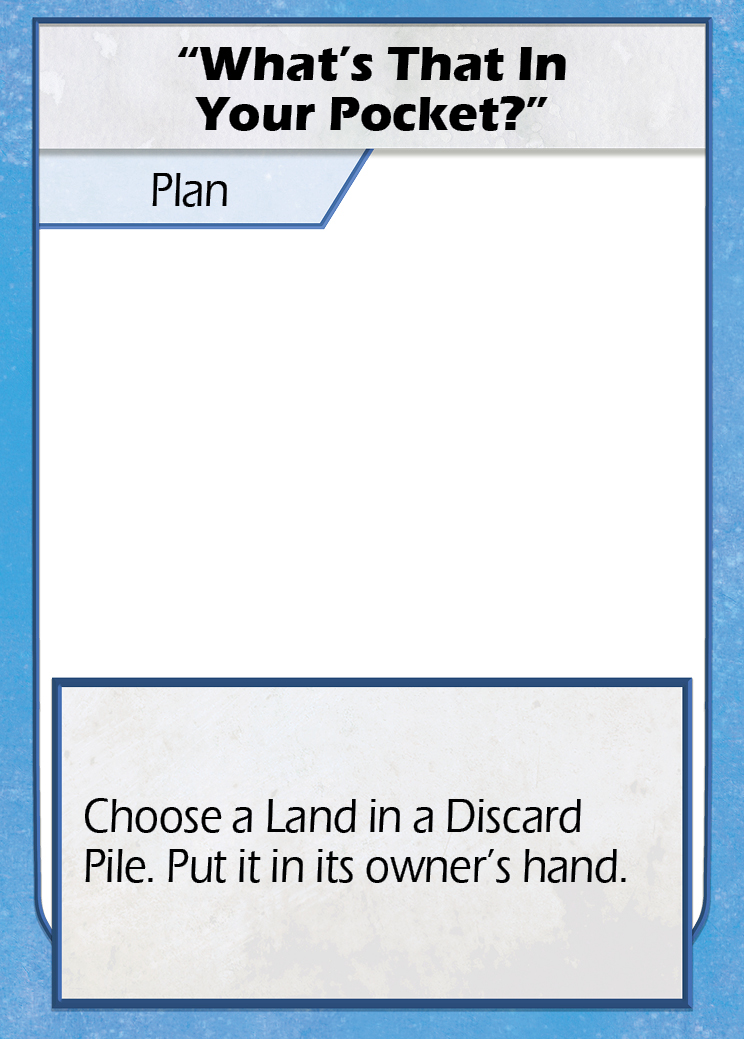 “What’s That In
Your Pocket?”
Plan
Choose a Land in a Discard
Pile. Put it in its owner’s hand.